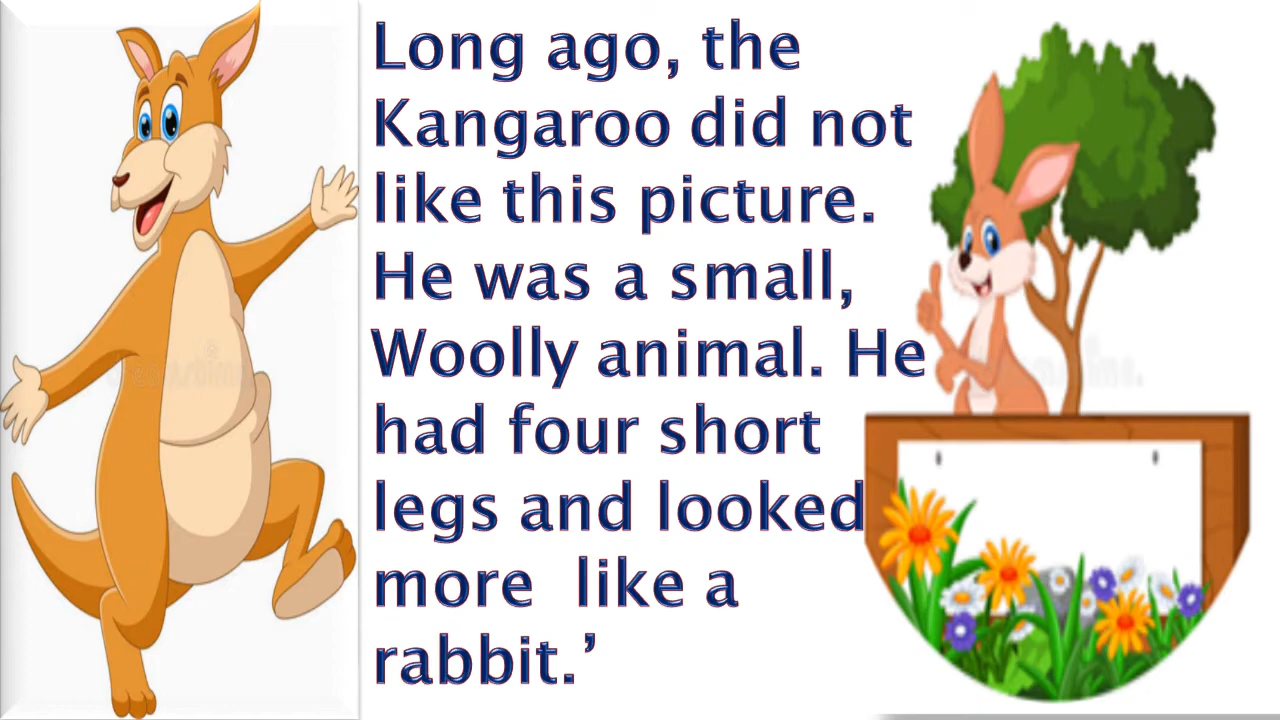 Long ago, the
Kangaroo did not
like this picture.
He was a small,
Woolly animal. He
had four short
legs and looked
more  like a
rabbit.’